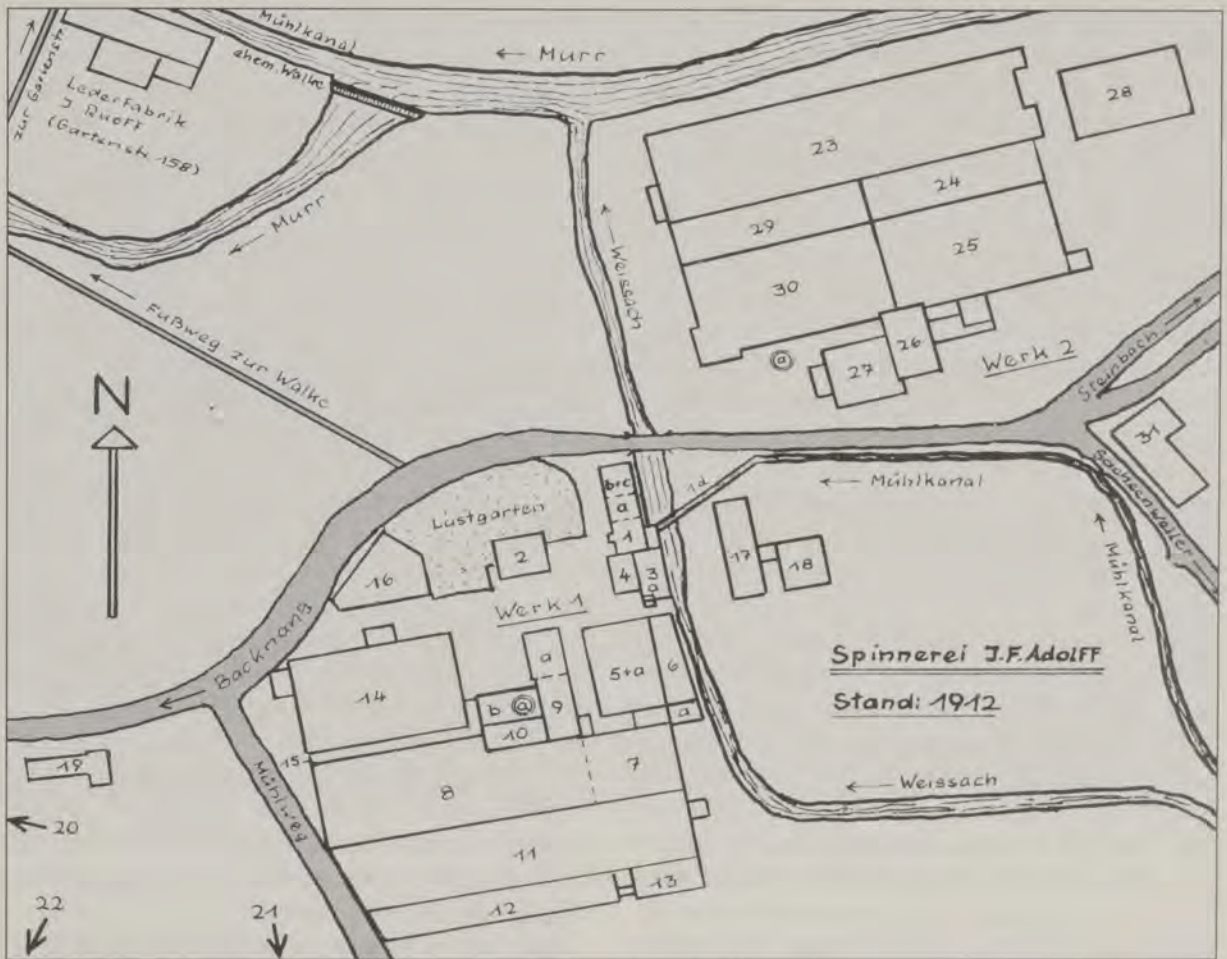 Mühlkanal
← Murr
ehem. Walke
zur Gartenstr.
Lederfabrik
J. Rueff
(Gartenstr. 158)
← Murr
← Weissach
Fußweg zur Walke
N
23
28
24
29
25
30
26
27
a
Werk 2
Steinbach
31
Sachsenweiler
← Mühlkanal
← Mühlkanal
1d
b+c
a
1
Lustgarten
2
4
3
a
17
18
16
Werk 1
Spinnerei J.F. Adolff
Stand: 1912
← Backnang
14
a
b
a
9
10
5+a
6
a
15
7
8
19
← Weissach
Mühlweg
20
11
13
12
22
21